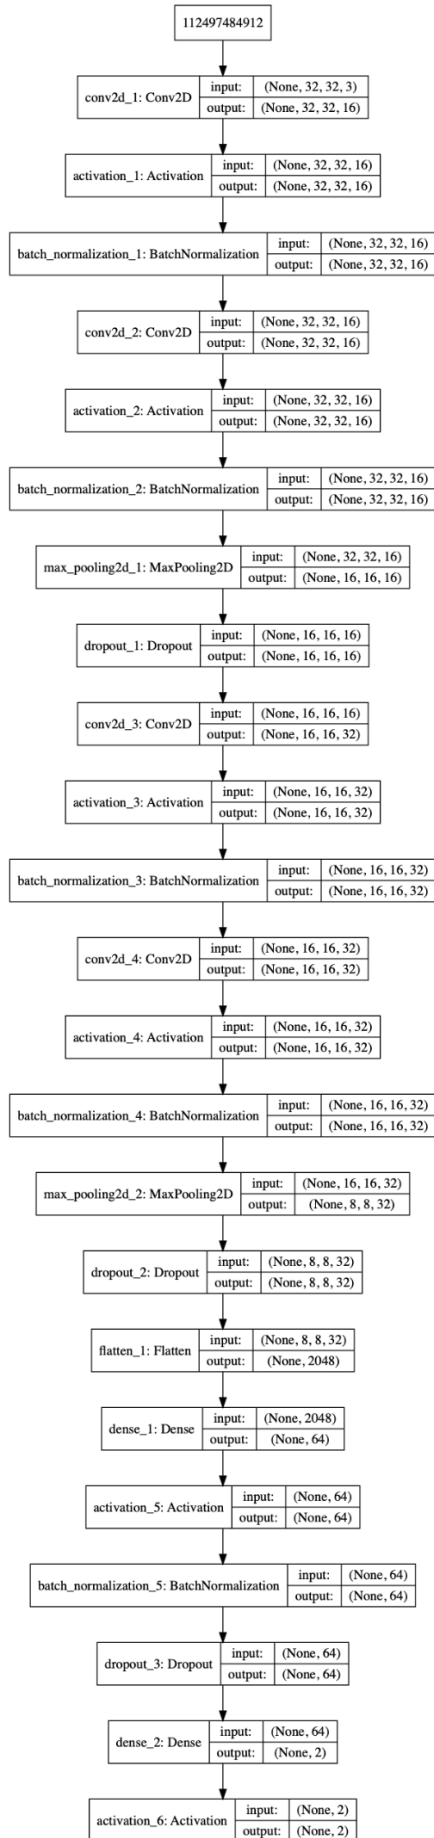 112497484912
conv2d_1: Conv2D
input: (None, 32, 32, 3)
output: (None, 32, 32, 16)
activation_1: Activation
input: (None, 32, 32, 16)
output: (None, 32, 32, 16)
batch_normalization_1: BatchNormalization
input: (None, 32, 32, 16)
output: (None, 32, 32, 16)
conv2d_2: Conv2D
input: (None, 32, 32, 16)
output: (None, 32, 32, 16)
activation_2: Activation
input: (None, 32, 32, 16)
output: (None, 32, 32, 16)
batch_normalization_2: BatchNormalization
input: (None, 32, 32, 16)
output: (None, 32, 32, 16)
max_pooling2d_1: MaxPooling2D
input: (None, 32, 32, 16)
output: (None, 16, 16, 16)
dropout_1: Dropout
input: (None, 16, 16, 16)
output: (None, 16, 16, 16)
conv2d_3: Conv2D
input: (None, 16, 16, 16)
output: (None, 16, 16, 32)
activation_3: Activation
input: (None, 16, 16, 32)
output: (None, 16, 16, 32)
batch_normalization_3: BatchNormalization
input: (None, 16, 16, 32)
output: (None, 16, 16, 32)
conv2d_4: Conv2D
input: (None, 16, 16, 32)
output: (None, 16, 16, 32)
activation_4: Activation
input: (None, 16, 16, 32)
output: (None, 16, 16, 32)
batch_normalization_4: BatchNormalization
input: (None, 16, 16, 32)
output: (None, 16, 16, 32)
max_pooling2d_2: MaxPooling2D
input: (None, 16, 16, 32)
output: (None, 8, 8, 32)
dropout_2: Dropout
input: (None, 8, 8, 32)
output: (None, 8, 8, 32)
flatten_1: Flatten
input: (None, 8, 8, 32)
output: (None, 2048)
dense_1: Dense
input: (None, 2048)
output: (None, 64)
activation_5: Activation
input: (None, 64)
output: (None, 64)
batch_normalization_5: BatchNormalization
input: (None, 64)
output: (None, 64)
dropout_3: Dropout
input: (None, 64)
output: (None, 64)
dense_2: Dense
input: (None, 64)
output: (None, 2)
activation_6: Activation
input: (None, 2)
output: (None, 2)